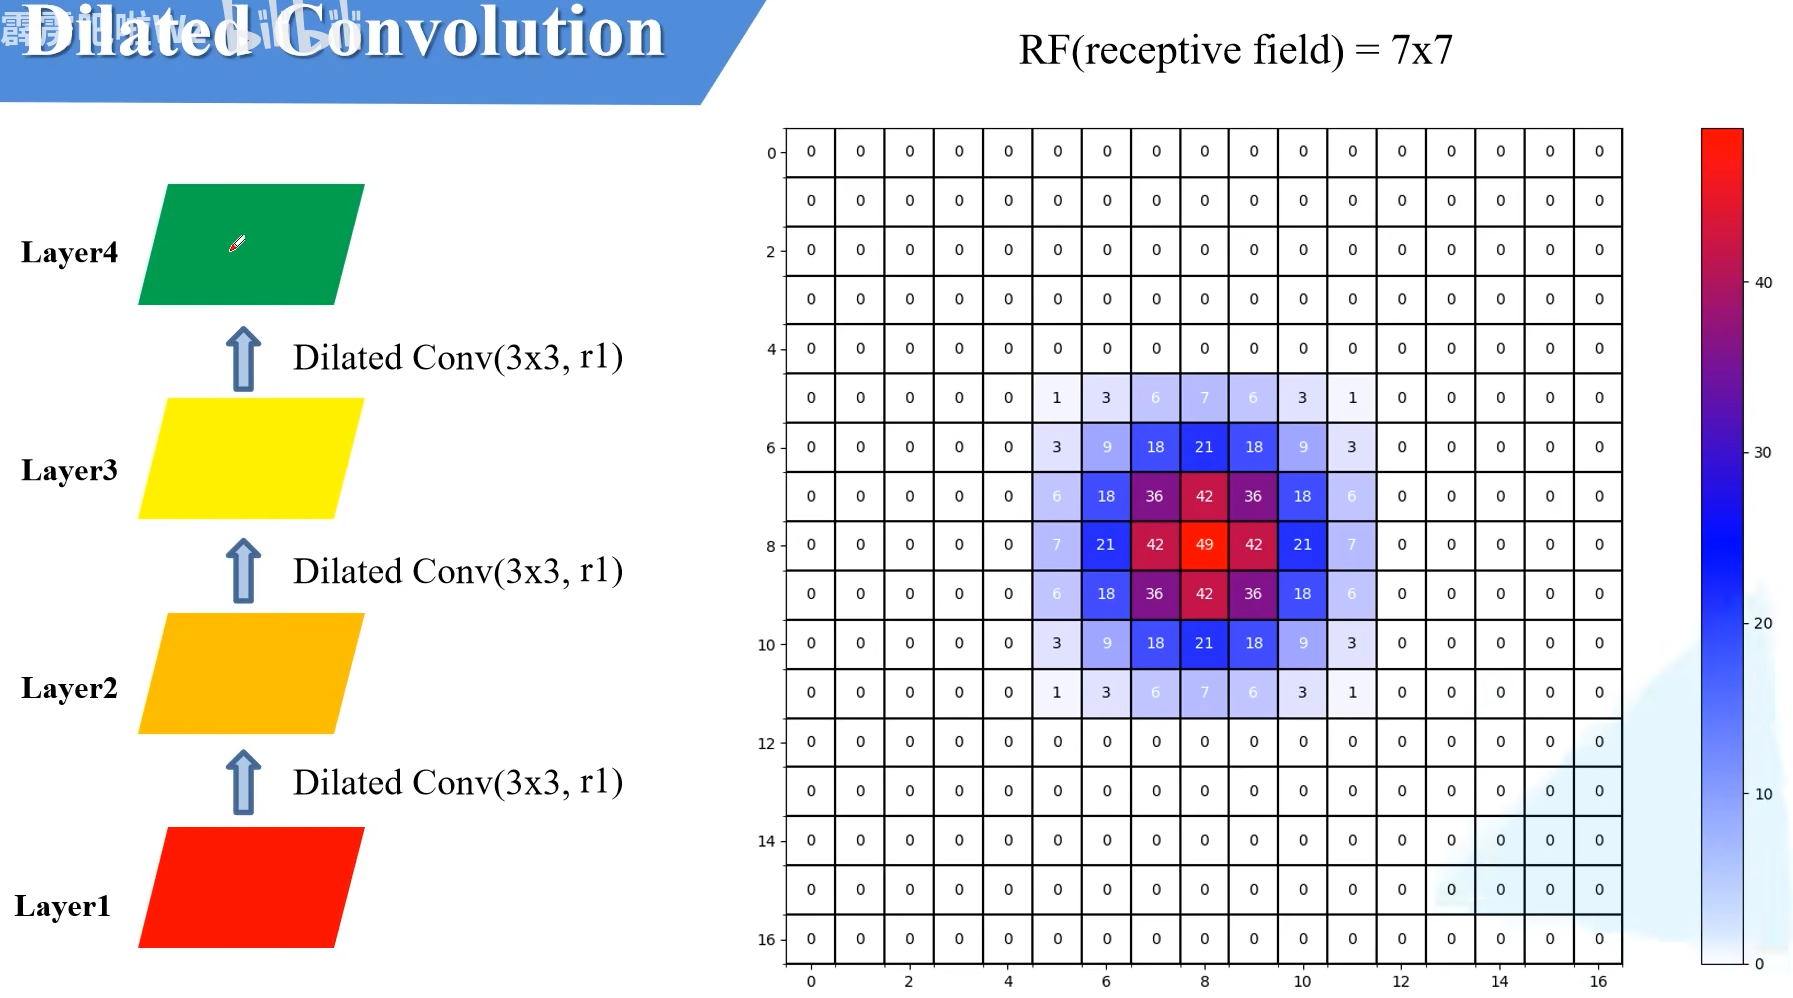 Dilated Convolution
RF(receptive field) = 7x7
Layer4
Dilated Conv(3x3, r1)
Layer3
Dilated Conv(3x3, r1)
Layer2
Dilated Conv(3x3, r1)
Layer1
0 0 0 0 0 0 0 0 0 0 0 0 0 0 0 0 0 0
0 0 0 0 0 0 0 0 0 0 0 0 0 0 0 0 0
2 0 0 0 0 0 0 0 0 0 0 0 0 0 0 0 0 0
0 0 0 0 0 0 0 0 0 0 0 0 0 0 0 0 0
4 0 0 0 0 0 0 0 0 0 0 0 0 0 0 0 0 0
0 0 0 0 0 1 3 6 7 6 3 1 0 0 0 0 0
6 0 0 0 0 0 3 9 18 21 18 9 3 0 0 0 0 0
0 0 0 0 0 6 18 36 42 36 18 6 0 0 0 0 0
8 0 0 0 0 0 7 21 42 49 42 21 7 0 0 0 0 0
0 0 0 0 0 6 18 36 42 36 18 6 0 0 0 0 0
10 0 0 0 0 0 3 9 18 21 18 9 3 0 0 0 0 0
0 0 0 0 0 1 3 6 7 6 3 1 0 0 0 0 0
12 0 0 0 0 0 0 0 0 0 0 0 0 0 0 0 0 0
0 0 0 0 0 0 0 0 0 0 0 0 0 0 0 0 0
14 0 0 0 0 0 0 0 0 0 0 0 0 0 0 0 0 0
0 0 0 0 0 0 0 0 0 0 0 0 0 0 0 0 0
16 0 0 0 0 0 0 0 0 0 0 0 0 0 0 0 0 0
0 2 4 6 8 10 12 14 16
40
30
20
10
0